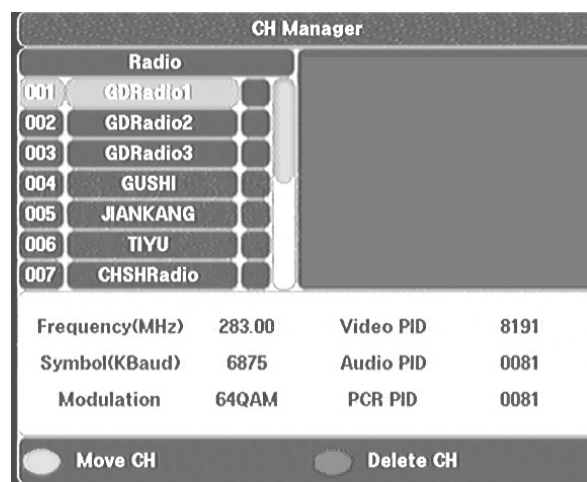 CH Manager
Radio
001 GDRadio1
002 GDRadio2
003 GDRadio3
004 GUSHI
005 JIANKANG
006 TIYU
007 CHSHRadio
Frequency(MHz) 283.00 Video PID 8191
Symbol(KBaud) 6875 Audio PID 0081
Modulation 64QAM PCR PID 0081
Move CH Delete CH